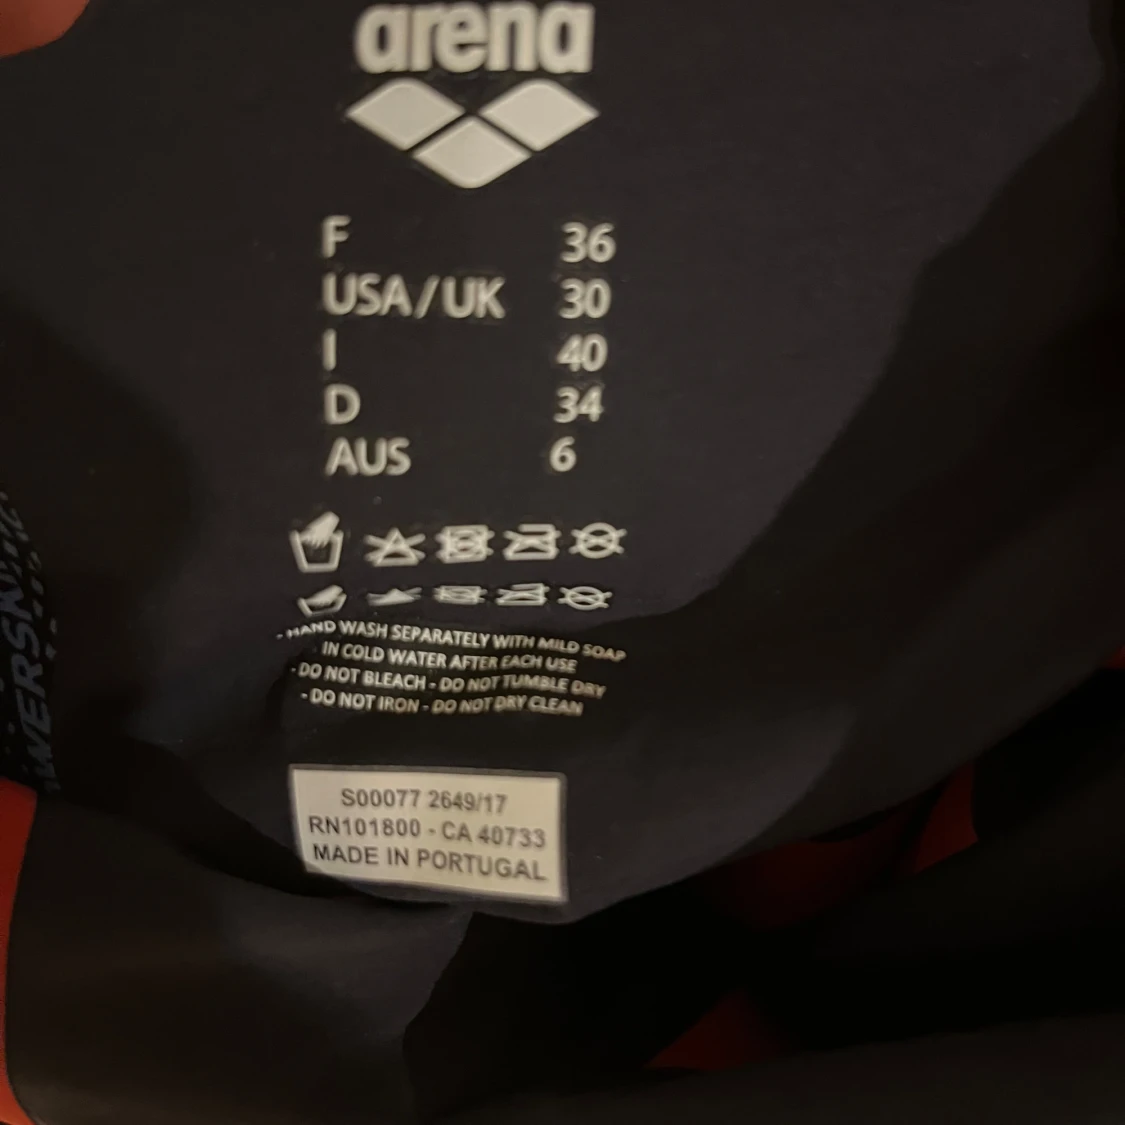 arena
F 36
USA/UK 30
I 40
D 34
AUS 6
- HAND WASH SEPARATELY WITH MILD SOAP
IN COLD WATER AFTER EACH USE
- DO NOT BLEACH - DO NOT TUMBLE DRY
- DO NOT IRON - DO NOT DRY CLEAN
S00077 2649/17
RN101800 - CA 40733
MADE IN PORTUGAL